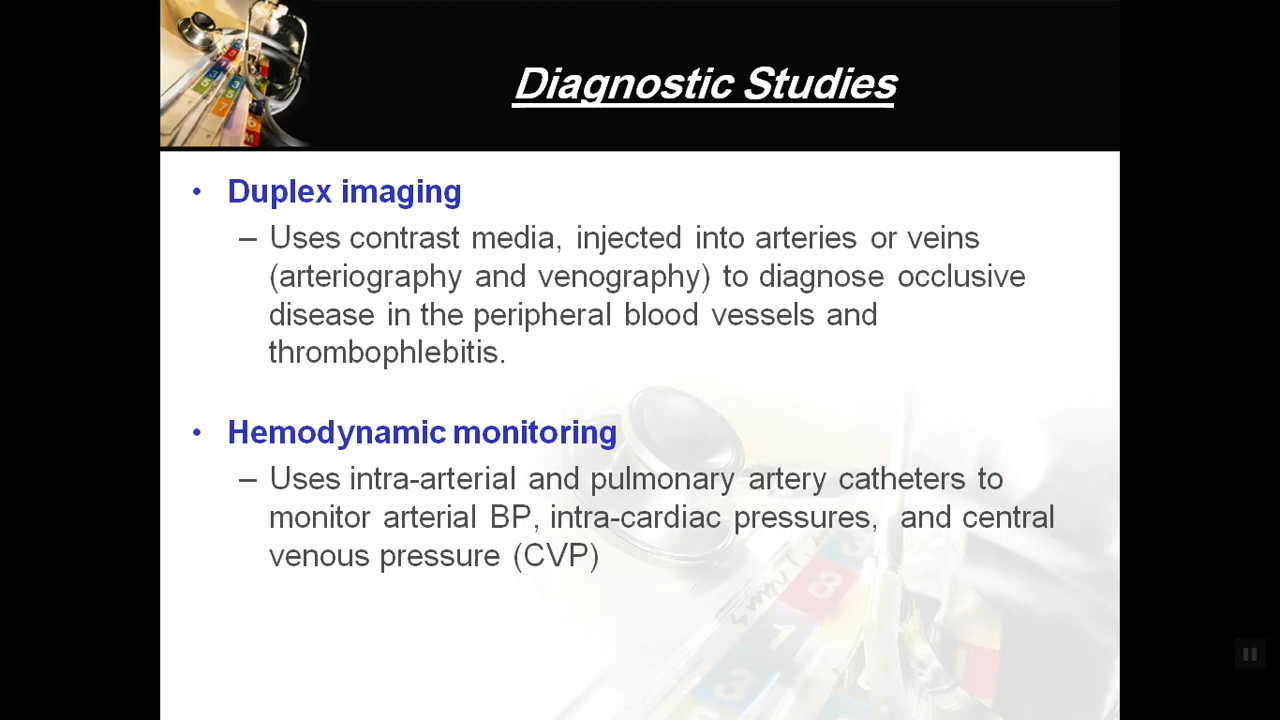 Diagnostic Studies
• Duplex imaging
– Uses contrast media, injected into arteries or veins
(arteriography and venography) to diagnose occlusive
disease in the peripheral blood vessels and
thrombophlebitis.
• Hemodynamic monitoring
– Uses intra-arterial and pulmonary artery catheters to
monitor arterial BP, intra-cardiac pressures, and central
venous pressure (CVP)